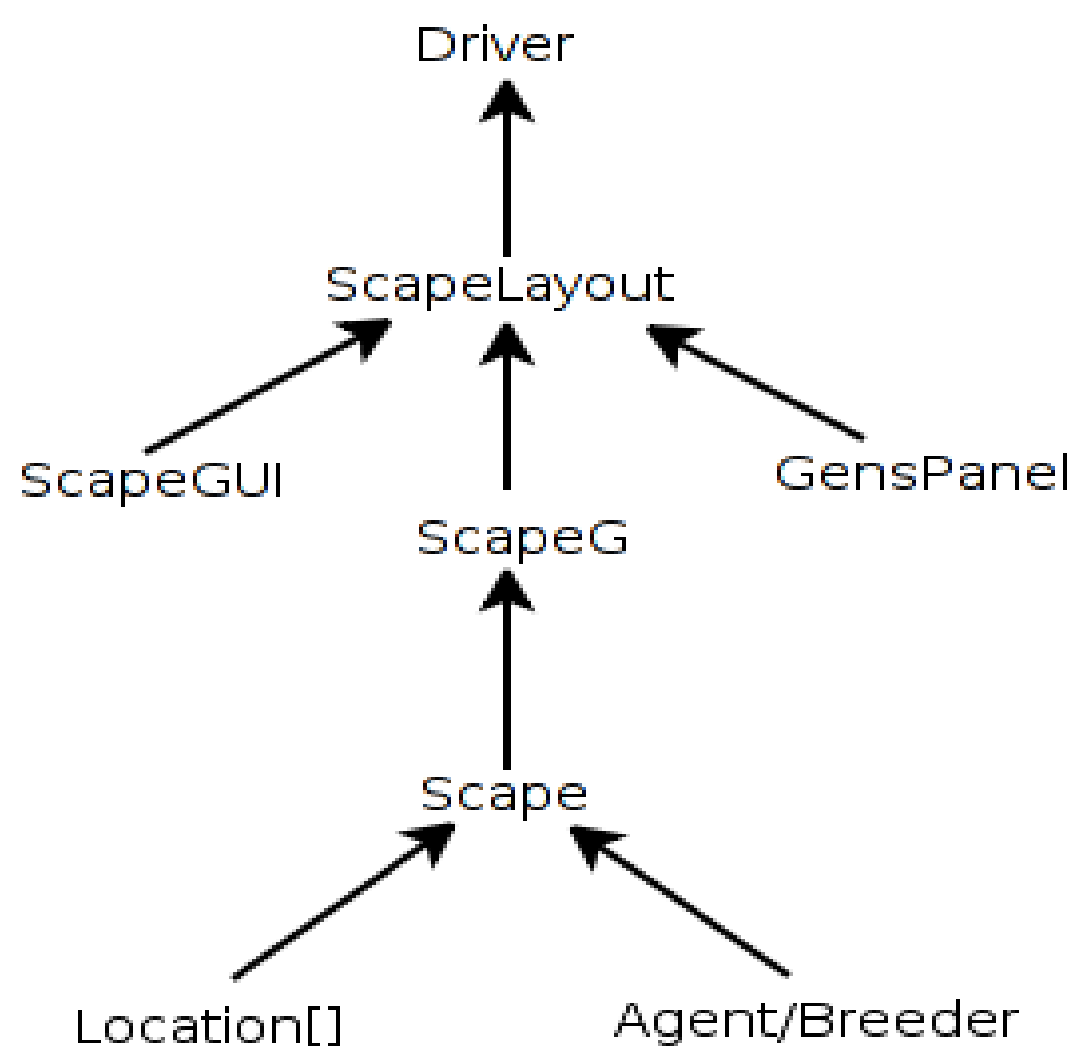 Driver
ScapeLayout
ScapeGUI
GensPanel
ScapeG
Scape
Location[]
Agent/Breeder